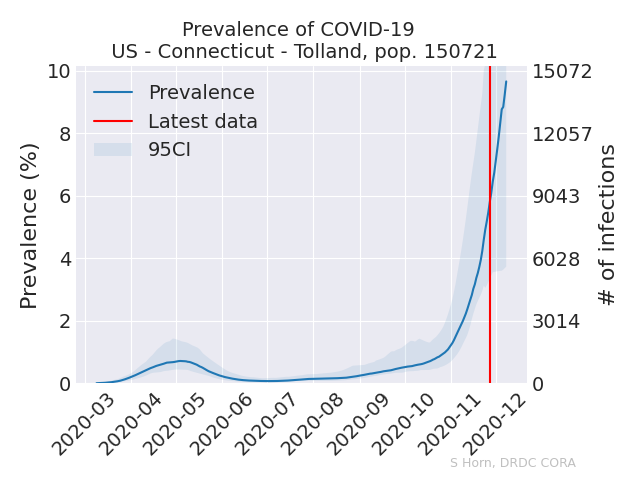 Prevalence of COVID-19
US - Connecticut - Tolland, pop. 150721
Prevalence (%)
10
8
6
4
2
0
Prevalence
Latest data
95CI
15072
12057
9043
6028
3014
0
# of infections
2020-03
2020-04
2020-05
2020-06
2020-07
2020-08
2020-09
2020-10
2020-11
2020-12
S Horn, DRDC CORA